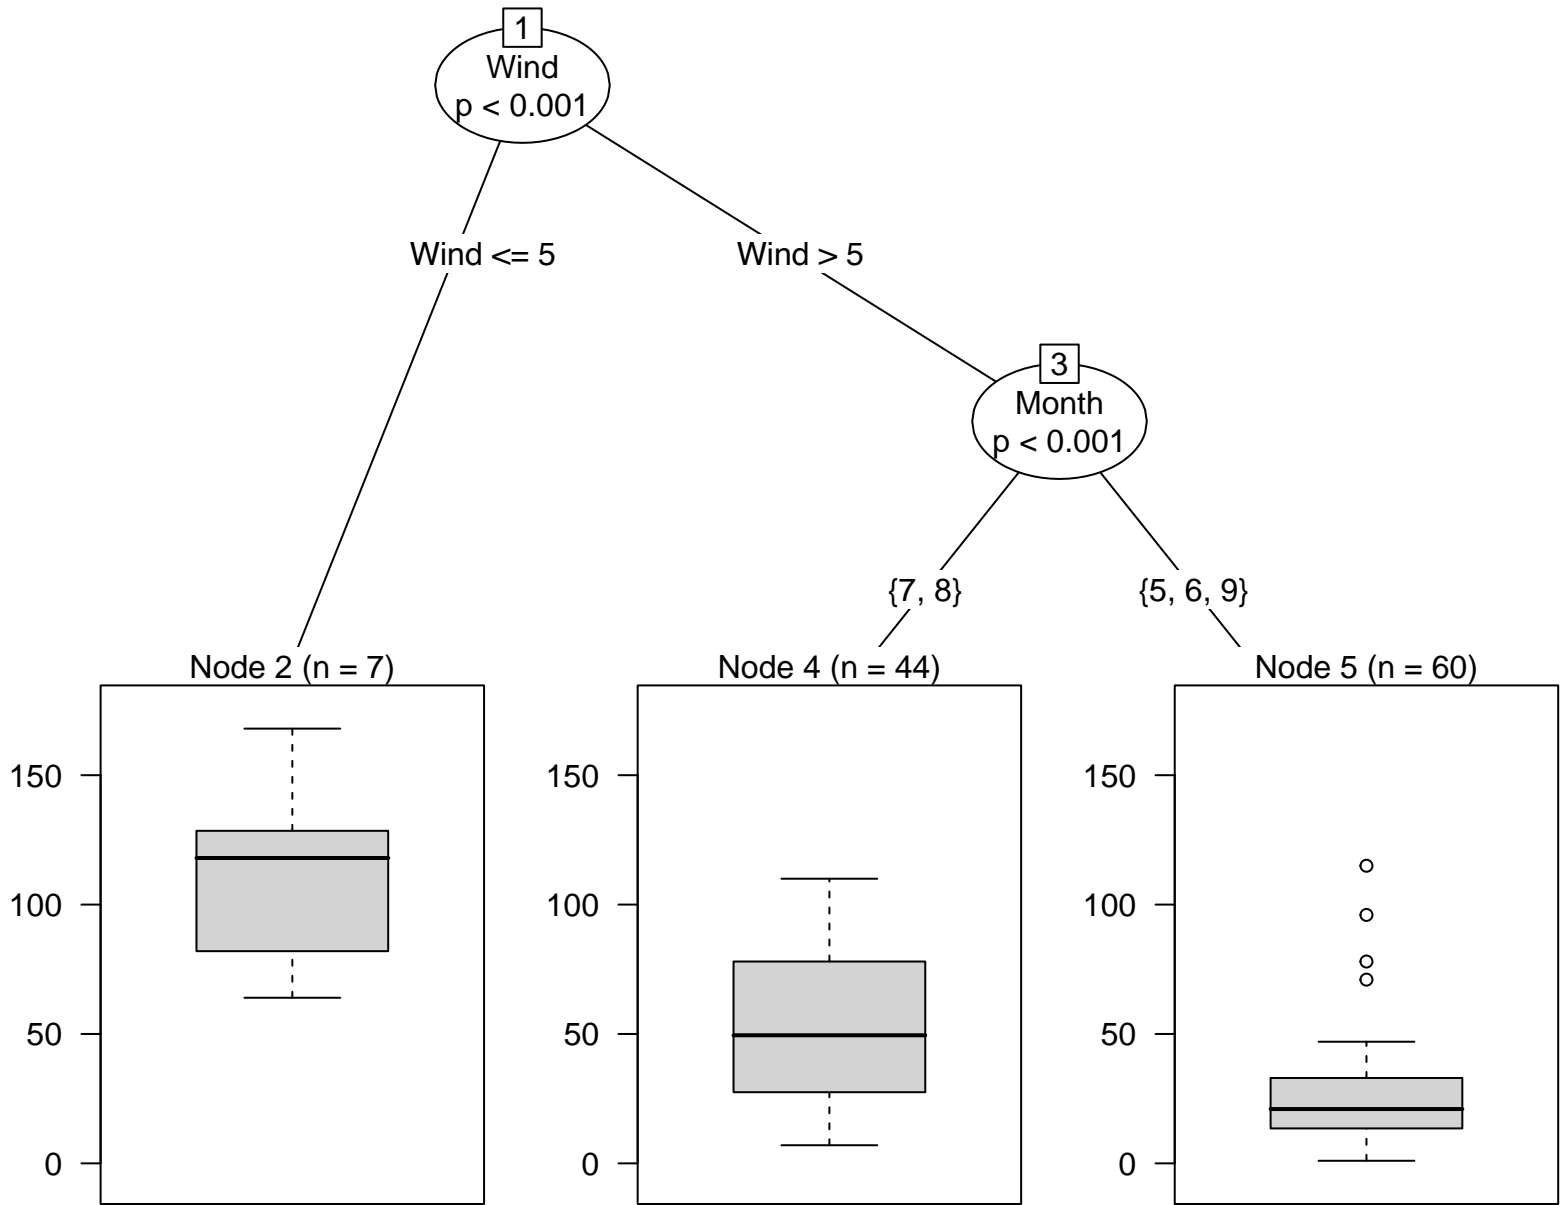 1
Wind
p < 0.001
Wind <= 5
Wind > 5
3
Month
p < 0.001
{7, 8}
{5, 6, 9}
Node 2 (n = 7)
150
100
50
0
Node 4 (n = 44)
150
100
50
0
Node 5 (n = 60)
150
100
50
0